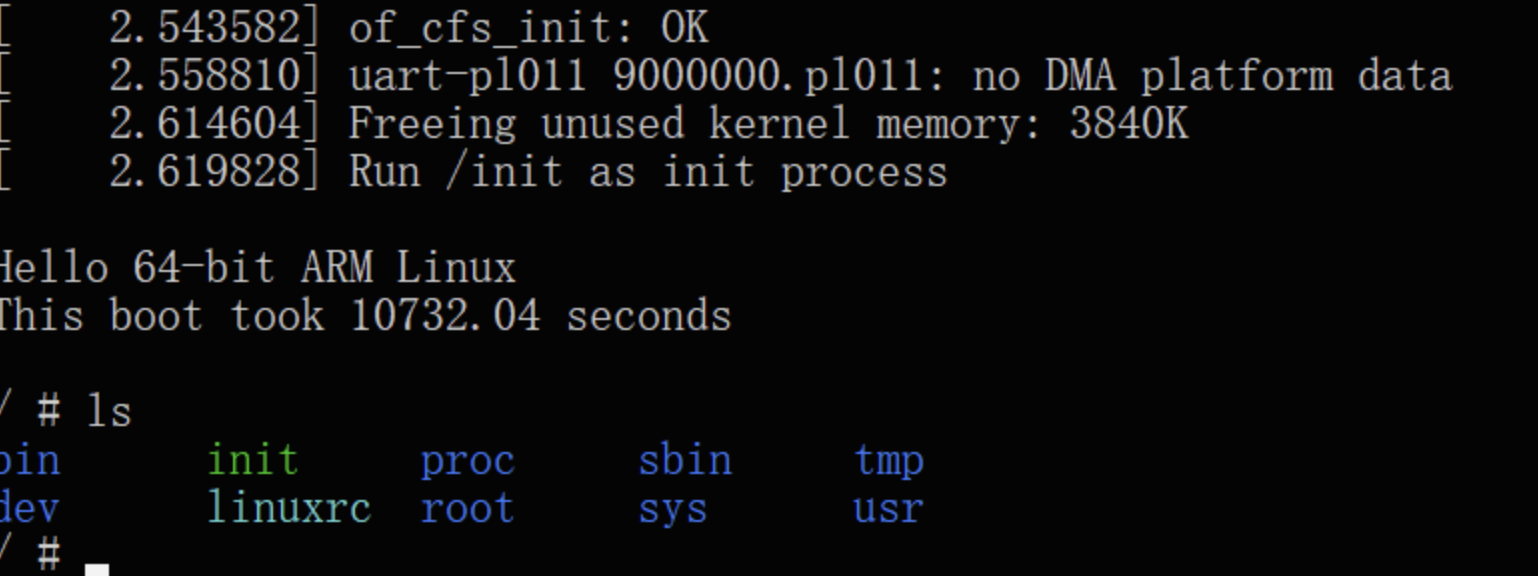 [    2.543582] of_cfs_init: OK
[    2.558810] uart-pl011 9000000.pl011: no DMA platform data
[    2.614604] Freeing unused kernel memory: 3840K
[    2.619828] Run /init as init process
Hello 64-bit ARM Linux
This boot took 10732.04 seconds
/ # ls
bin      init     proc     sbin     tmp
dev      linuxrc  root     sys      usr
/ #